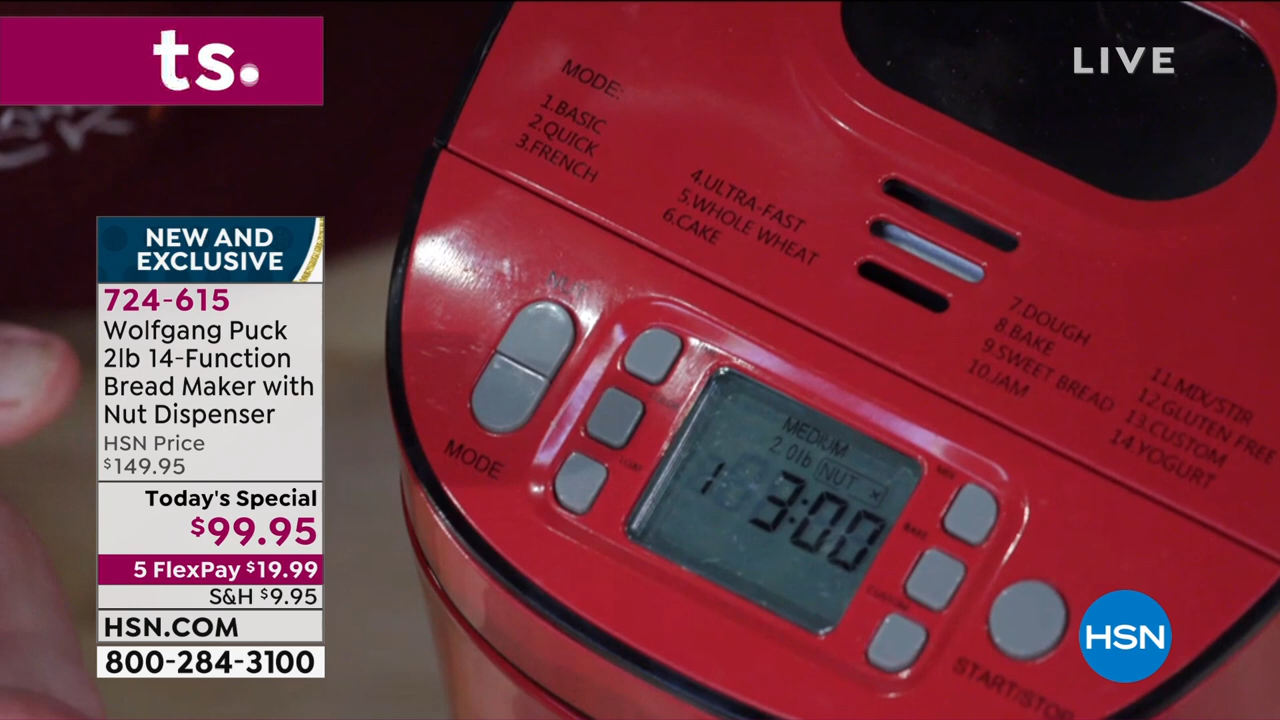 ts.
LIVE
NEW AND
EXCLUSIVE
724-615
Wolfgang Puck
2lb 14-Function
Bread Maker with
Nut Dispenser
HSN Price
$149.95
Today's Special
$99.95
5 FlexPay $19.99
S&H $9.95
HSN.COM
800-284-3100
MODE:
1.BASIC
2.QUICK
3.FRENCH
4.ULTRA-FAST
5.WHOLE WHEAT
6.CAKE
7.DOUGH
8.BAKE
9.SWEET BREAD
10.JAM
11.MIX/STIR
12.GLUTEN FREE
13.CUSTOM
14.YOGURT
MODE
MEDIUM
2.0lb NUT ×
1 3:00
BAKE
CUSTOM
START/STOP
HSN